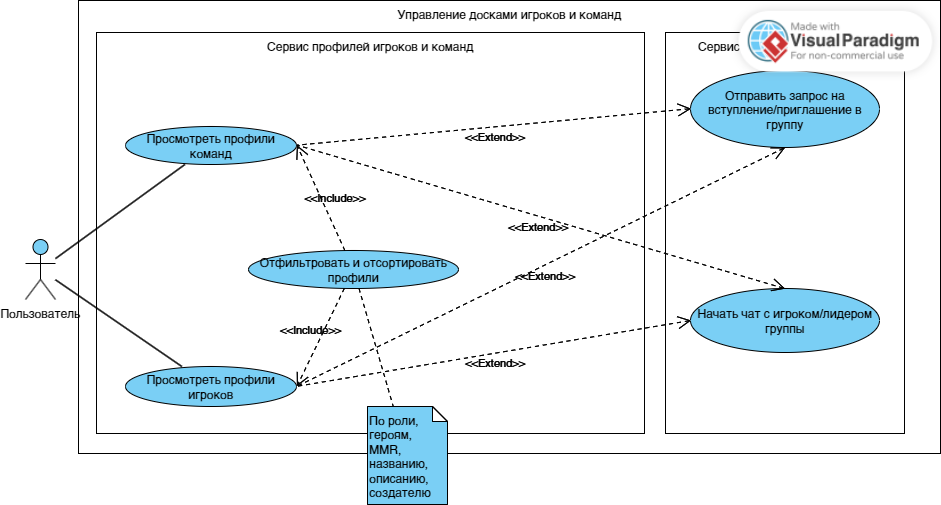 Управление досками игроков и команд
Made with
Visual Paradigm
For non-commercial use
Сервис профилей игроков и команд
Сервис
Отправить запрос на
вступление/приглашение в
группу
Просмотреть профили
команд
<<Extend>>
<<Include>>
<<Extend>>
Отфильтровать и отсортировать
профили
<<Extend>>
Пользователь
Начать чат с игроком/лидером
группы
<<Include>>
<<Extend>>
Просмотреть профили
игроков
По роли,
героям,
MMR,
названию,
описанию,
создателю